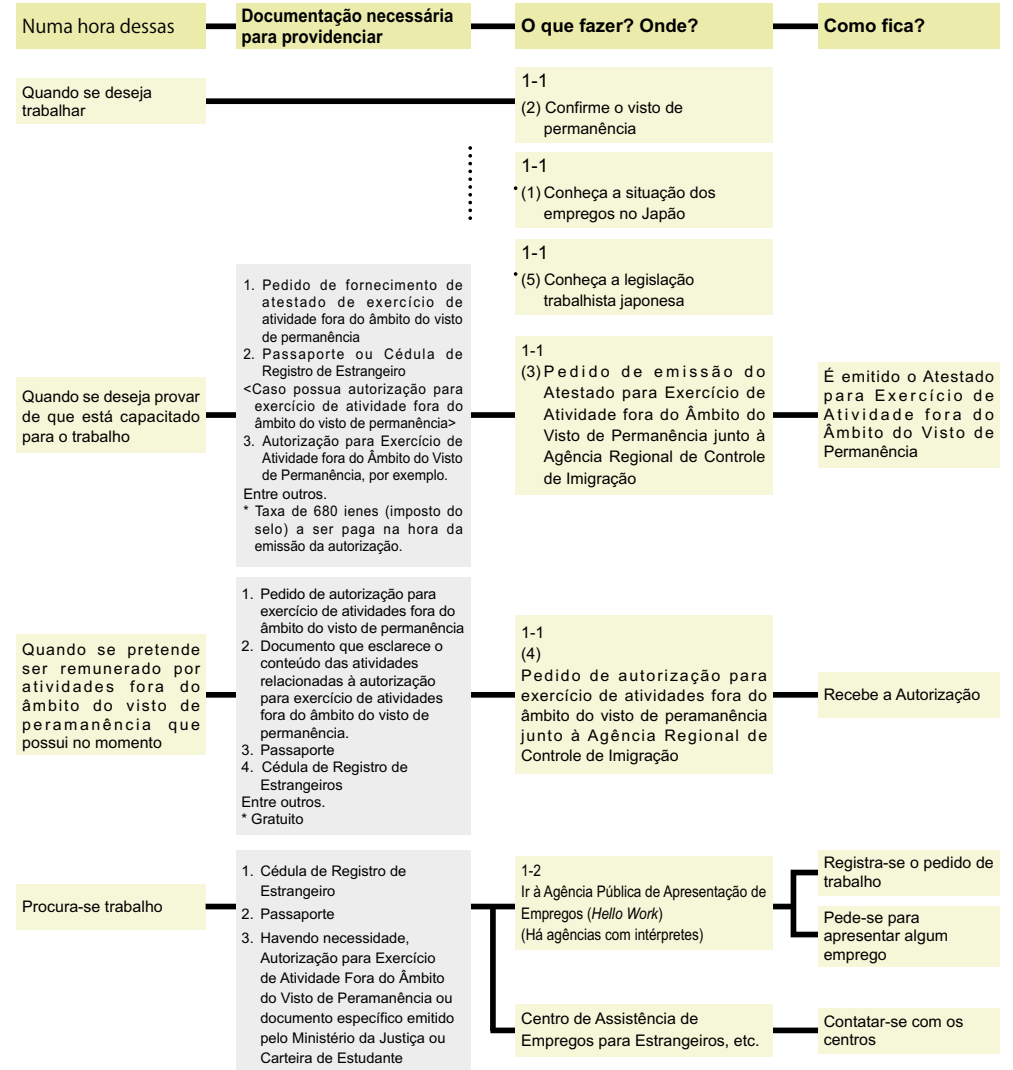 Numa hora dessas
Documentação necessária
para providenciar
O que fazer? Onde?
Como fica?
Quando se deseja
trabalhar
1-1
(2) Confirme o visto de
permanência
1-1
(1) Conheça a situação dos
empregos no Japão
1-1
(5) Conheça a legislação
trabalhista japonesa
Quando se deseja provar
de que está capacitado
para o trabalho
1. Pedido de fornecimento de
atestado de exercício de
atividade fora do âmbito do visto
de permanência
2. Passaporte ou Cédula de
Registro de Estrangeiro
<Caso possua autorização para
exercício de atividade fora do
âmbito do visto de permanência>
3. Autorização para Exercício de
Atividade fora do Âmbito do Visto
de Permanência, por exemplo.
Entre outros.
* Taxa de 680 ienes (imposto do
selo) a ser paga na hora da
emissão da autorização.
1-1
(3) Pedido de emissão do
Atestado para Exercício de
Atividade fora do Âmbito do
Visto de Permanência junto à
Agência Regional de Controle
de Imigração
É emitido o Atestado
para Exercício de
Atividade fora do
Âmbito do Visto de
Permanência
Quando se pretende
ser remunerado por
atividades fora do
âmbito do visto de
peramanência que
possui no momento
1. Pedido de autorização para
exercício de atividades fora do
âmbito do visto de permanência
2. Documento que esclarece o
conteúdo das atividades
relacionadas à autorização
para exercício de atividades
fora do âmbito do visto de
permanência.
3. Passaporte
4. Cédula de Registro de
Estrangeiros
Entre outros.
* Gratuito
1-1
(4)
Pedido de autorização para
exercício de atividades fora do
âmbito do visto de peramanência
junto à Agência Regional de
Controle de Imigração
Recebe a Autorização
Procura-se trabalho
1. Cédula de Registro de
Estrangeiro
2. Passaporte
3. Havendo necessidade,
Autorização para Exercício
de Atividade Fora do Âmbito
do Visto de Peramanência ou
documento específico emitido
pelo Ministério da Justiça ou
Carteira de Estudante
1-2
Ir à Agência Pública de Apresentação de
Empregos (Hello Work)
(Há agências com intérpretes)
Registra-se o pedido de
trabalho
Pede-se para
apresentar algum
emprego
Centro de Assistência de
Empregos para Estrangeiros, etc.
Contatar-se com os
centros